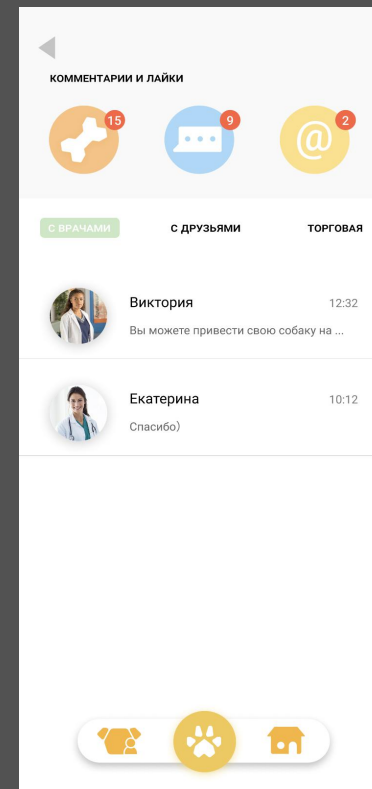 КОММЕНТАРИИ И ЛАЙКИ
15
9
@
2
С ВРАЧАМИ
С ДРУЗЬЯМИ
ТОРГОВАЯ
Виктория
12:32
Вы можете привести свою собаку на ...
Екатерина
10:12
Спасибо)